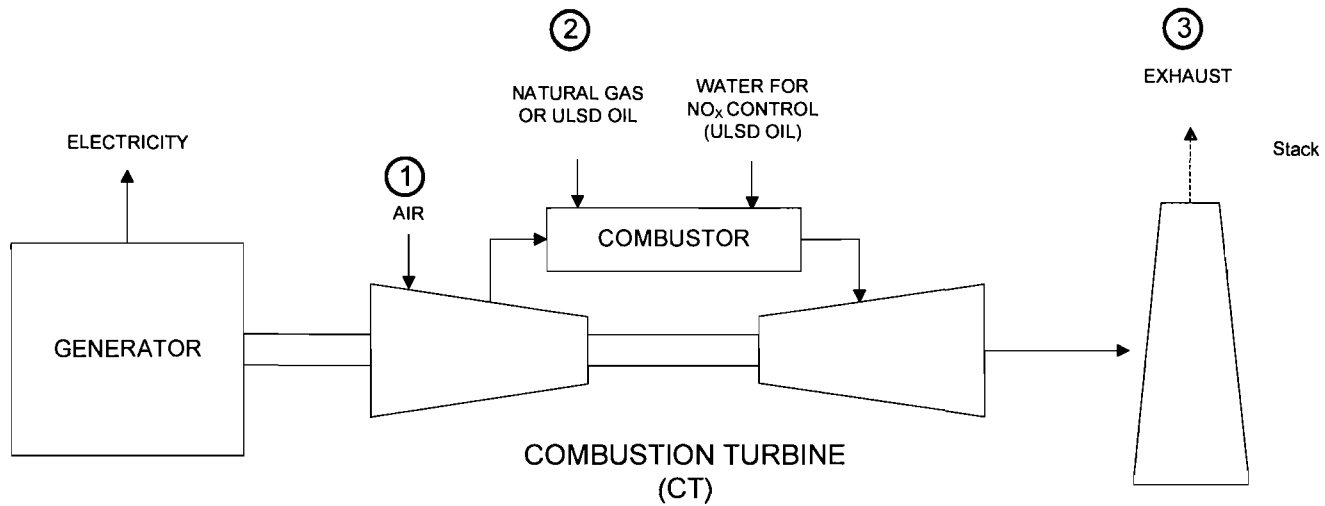 ②
③
EXHAUST
NATURAL GAS
OR ULSD OIL
WATER FOR
NOₓ CONTROL
(ULSD OIL)
Stack
ELECTRICITY
①
AIR
COMBUSTOR
GENERATOR
COMBUSTION TURBINE
(CT)